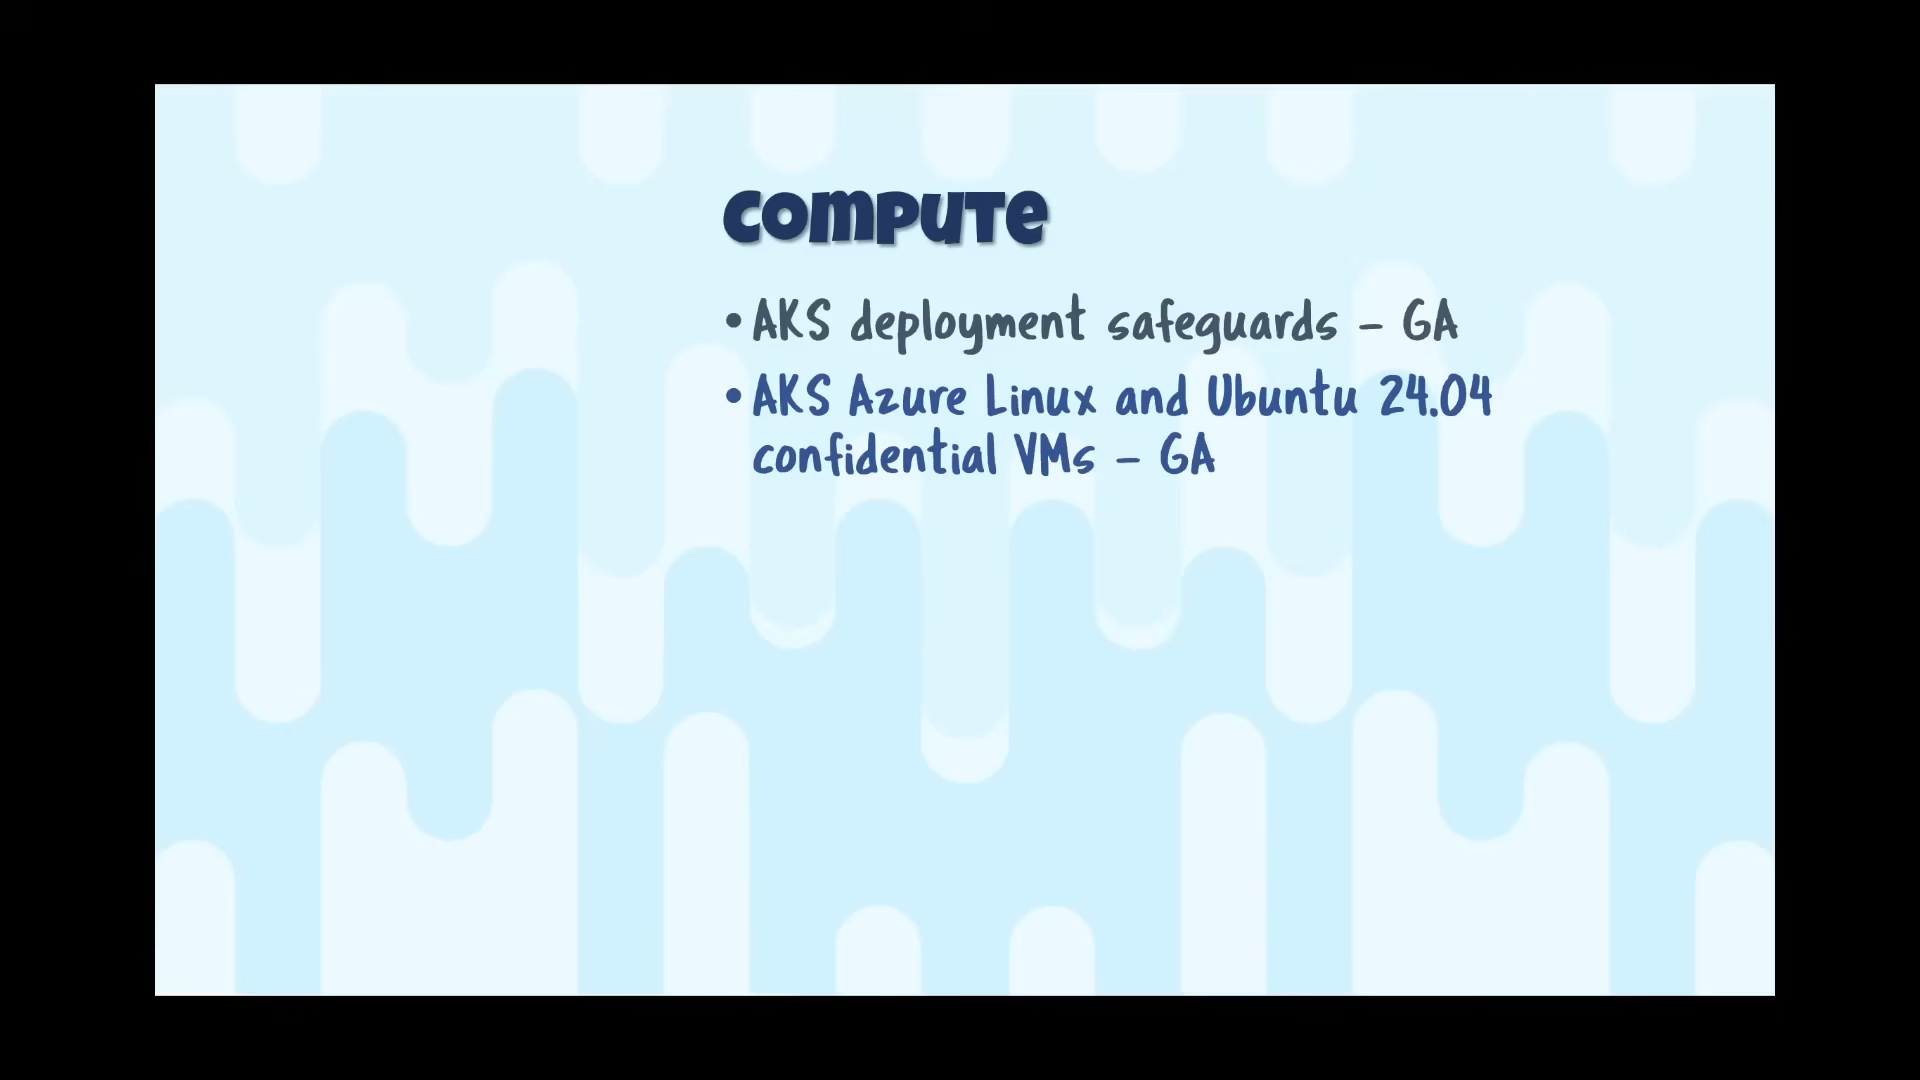 COMPUTE
• AKS deployment safeguards – GA
• AKS Azure Linux and Ubuntu 24.04
confidential VMs – GA